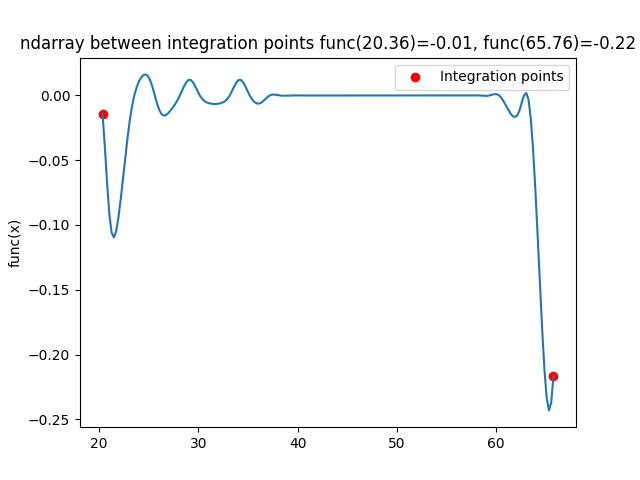 ndarray between integration points func(20.36)=-0.01, func(65.76)=-0.22
Integration points
func(x)
0.00
−0.05
−0.10
−0.15
−0.20
−0.25
20 30 40 50 60